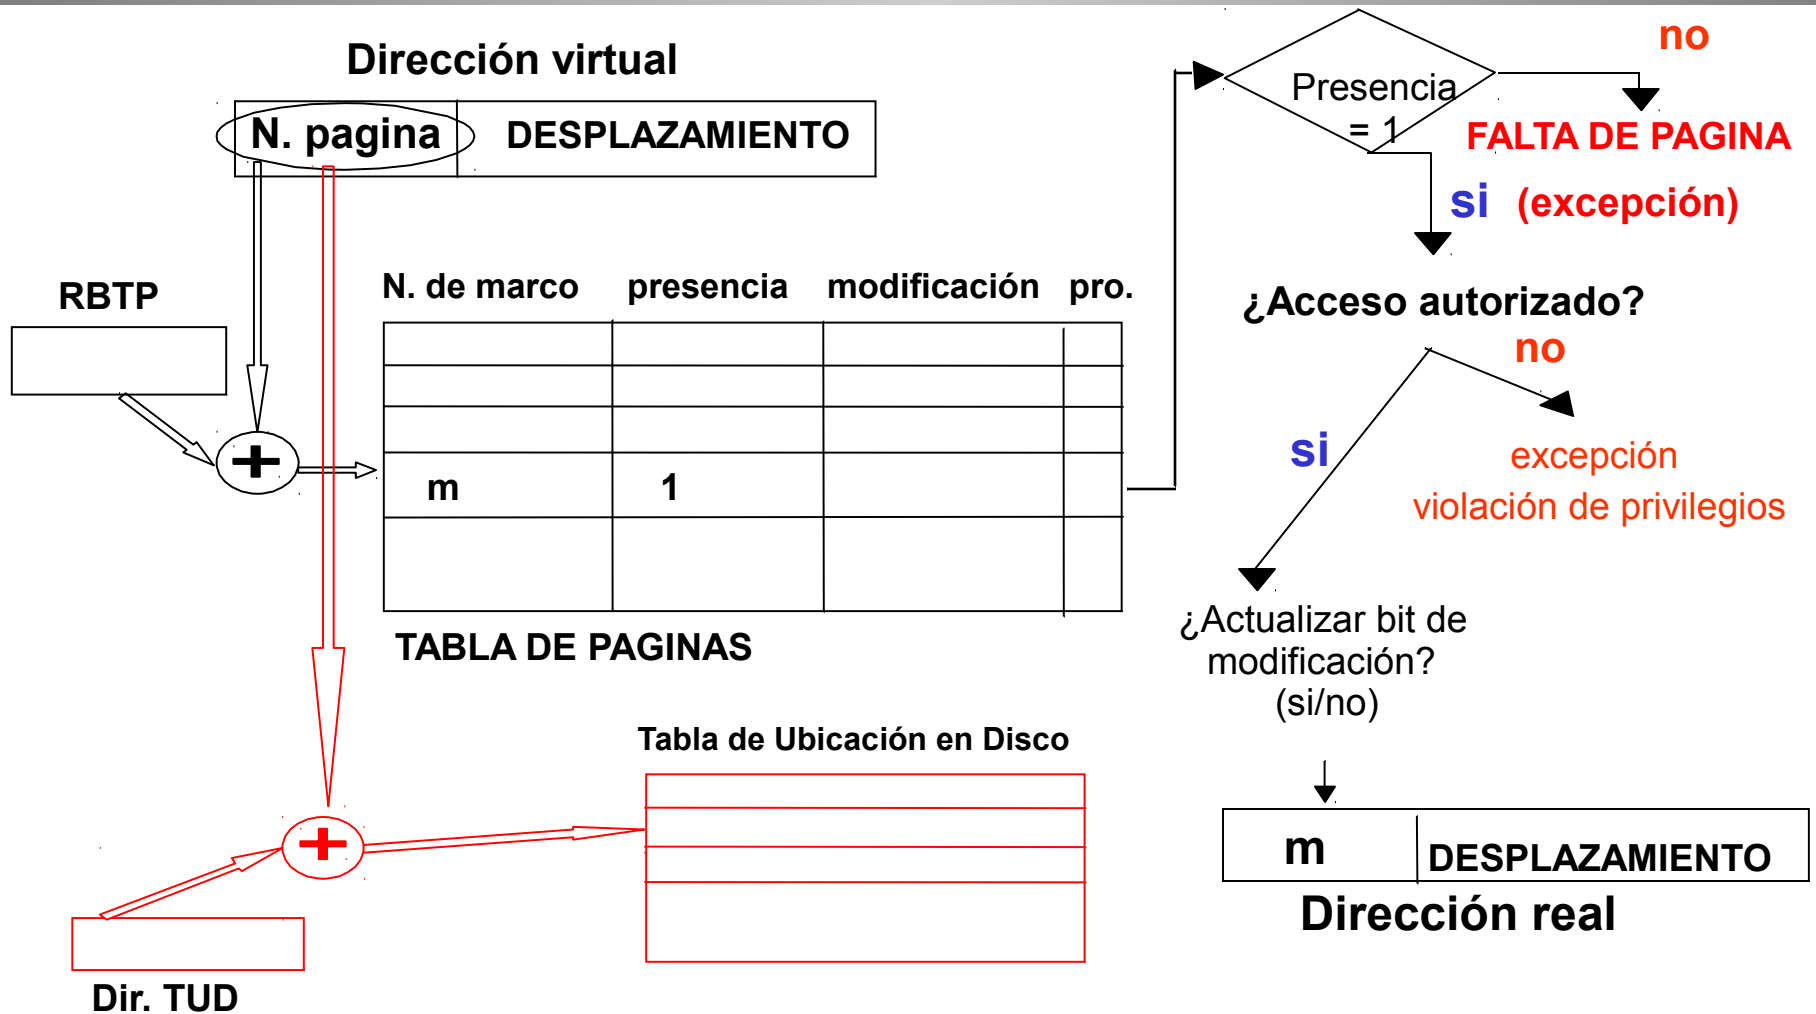 Dirección virtual
N. pagina DESPLAZAMIENTO
RBTP
N. de marco presencia modificación pro.
m 1
TABLA DE PAGINAS
Tabla de Ubicación en Disco
Dir. TUD
Presencia
= 1
no
FALTA DE PAGINA
si (excepción)
¿Acceso autorizado?
no
si
excepción
violación de privilegios
¿Actualizar bit de
modificación?
(si/no)
m DESPLAZAMIENTO
Dirección real